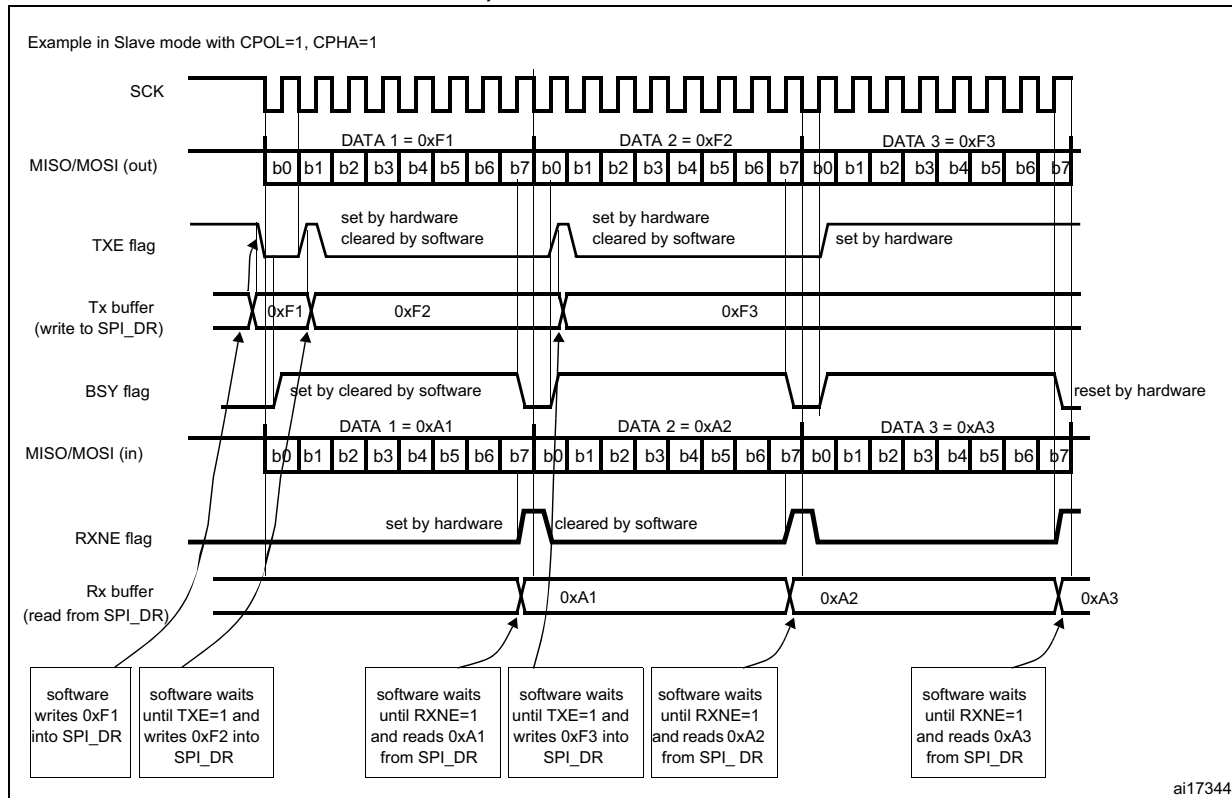 Example in Slave mode with CPOL=1, CPHA=1
SCK
DATA 1 = 0xF1 DATA 2 = 0xF2 DATA 3 = 0xF3
MISO/MOSI (out) b0 b1 b2 b3 b4 b5 b6 b7 b0 b1 b2 b3 b4 b5 b6 b7 b0 b1 b2 b3 b4 b5 b6 b7
set by hardware
cleared by software
set by hardware
cleared by software
TXE flag
set by hardware
Tx buffer
(write to SPI_DR)
0xF1 0xF2 0xF3
BSY flag
set by cleared by software
reset by hardware
DATA 1 = 0xA1 DATA 2 = 0xA2 DATA 3 = 0xA3
MISO/MOSI (in) b0 b1 b2 b3 b4 b5 b6 b7 b0 b1 b2 b3 b4 b5 b6 b7 b0 b1 b2 b3 b4 b5 b6 b7
RXNE flag
set by hardware cleared by software
Rx buffer
(read from SPI_DR)
0xA1 0xA2 0xA3
software
writes 0xF1
into SPI_DR
software waits
until TXE=1 and
writes 0xF2 into
SPI_DR
software waits
until RXNE=1
and reads 0xA1
from SPI_DR
software waits
until TXE=1 and
writes 0xF3 into
SPI_DR
software waits
until RXNE=1
and reads 0xA2
from SPI_ DR
software waits
until RXNE=1
and reads 0xA3
from SPI_DR
ai17344